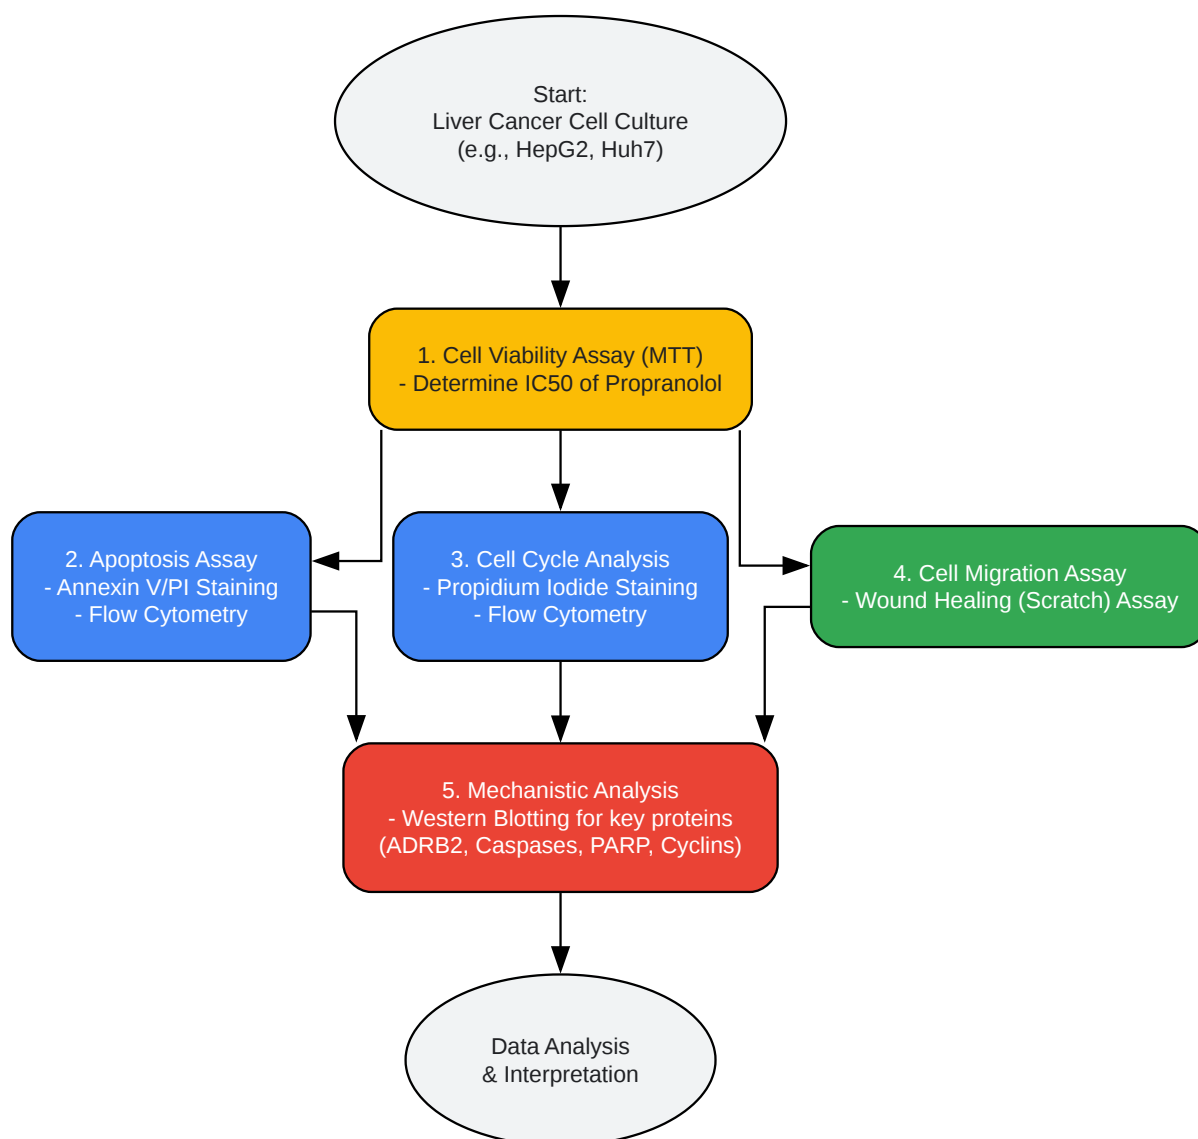 Start:
Liver Cancer Cell Culture
(e.g., HepG2, Huh7)
1. Cell Viability Assay (MTT)
- Determine IC50 of Propranolol
2. Apoptosis Assay
- Annexin V/PI Staining
- Flow Cytometry
3. Cell Cycle Analysis
- Propidium Iodide Staining
- Flow Cytometry
4. Cell Migration Assay
- Wound Healing (Scratch) Assay
5. Mechanistic Analysis
- Western Blotting for key proteins
(ADRB2, Caspases, PARP, Cyclins)
Data Analysis
& Interpretation